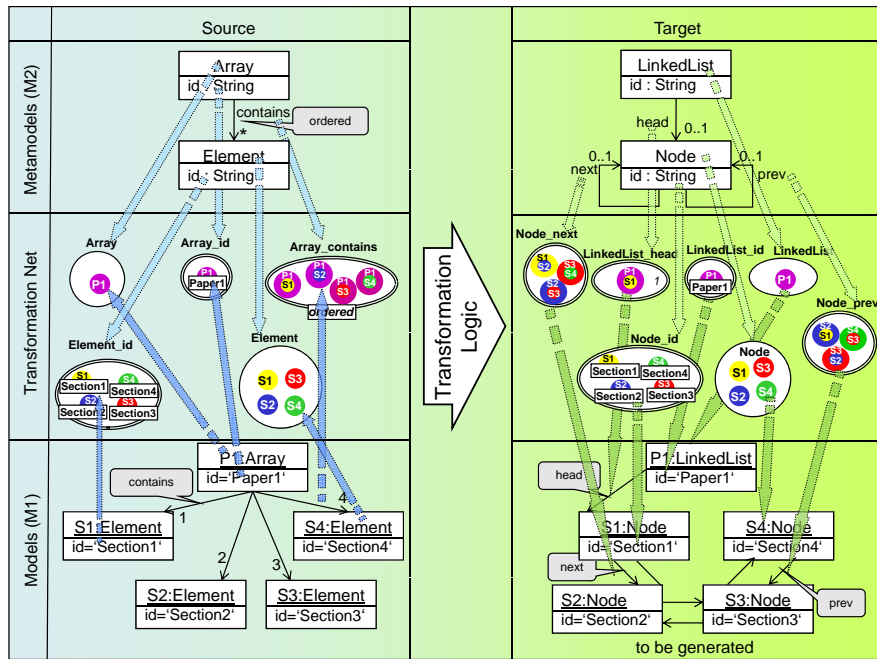 Source
Target
Metamodels (M2)
Array
id : String
contains
ordered
*
Element
id : String
LinkedList
id : String
head
0..1
0..1
Node
0..1
next
id : String
prev
Transformation Net
Array
P1
Array_id
P1
Paper1
Array_contains
P1
S1
P1
S2
P1
S3
P1
S4
ordered
Element_id
S1
Section1
S4
Section4
S2
Section2
S3
Section3
Element
S1
S3
S2
S4
Transformation
Logic
Node_next
S1
S2
S3
S4
S2
S3
LinkedList_head
P1
S1
1
LinkedList_id
P1
Paper1
LinkedList
P1
Node_prev
S2
S1
S4
S3
S3
S2
Node_id
S1
Section1
S4
Section4
S2
Section2
S3
Section3
Node
S1
S3
S2
S4
Models (M1)
P1:Array
id=‘Paper1‘
contains
1
4
S1:Element
id=‘Section1‘
S4:Element
id=‘Section4‘
2
3
S2:Element
id=‘Section2‘
S3:Element
id=‘Section3‘
P1:LinkedList
id=‘Paper1‘
head
S1:Node
id=‘Section1‘
S4:Node
id=‘Section4‘
next
prev
S2:Node
id=‘Section2‘
S3:Node
id=‘Section3‘
to be generated